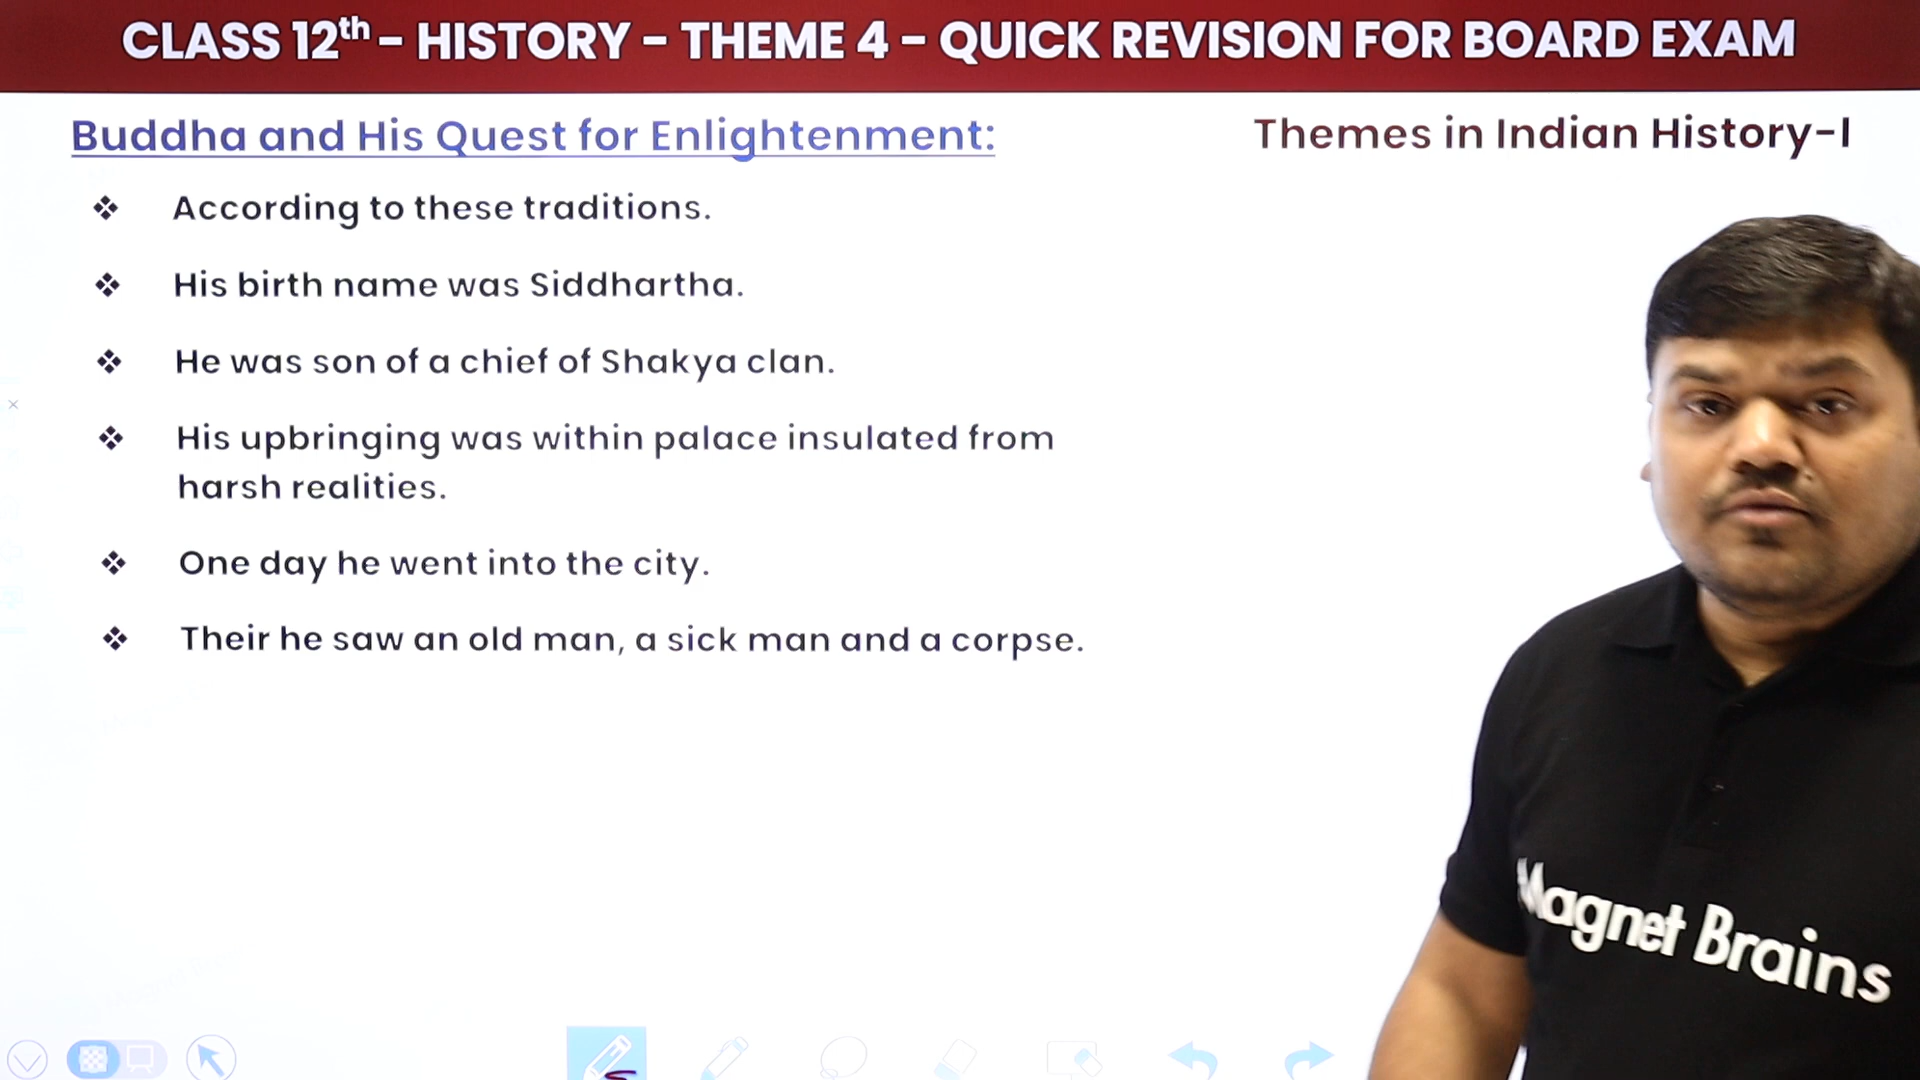 CLASS 12th - HISTORY - THEME 4 - QUICK REVISION FOR BOARD EXAM
Buddha and His Quest for Enlightenment:
Themes in Indian History-I
❖ According to these traditions.
❖ His birth name was Siddhartha.
❖ He was son of a chief of Shakya clan.
❖ His upbringing was within palace insulated from
harsh realities.
❖ One day he went into the city.
❖ Their he saw an old man, a sick man and a corpse.
Magnet Brains